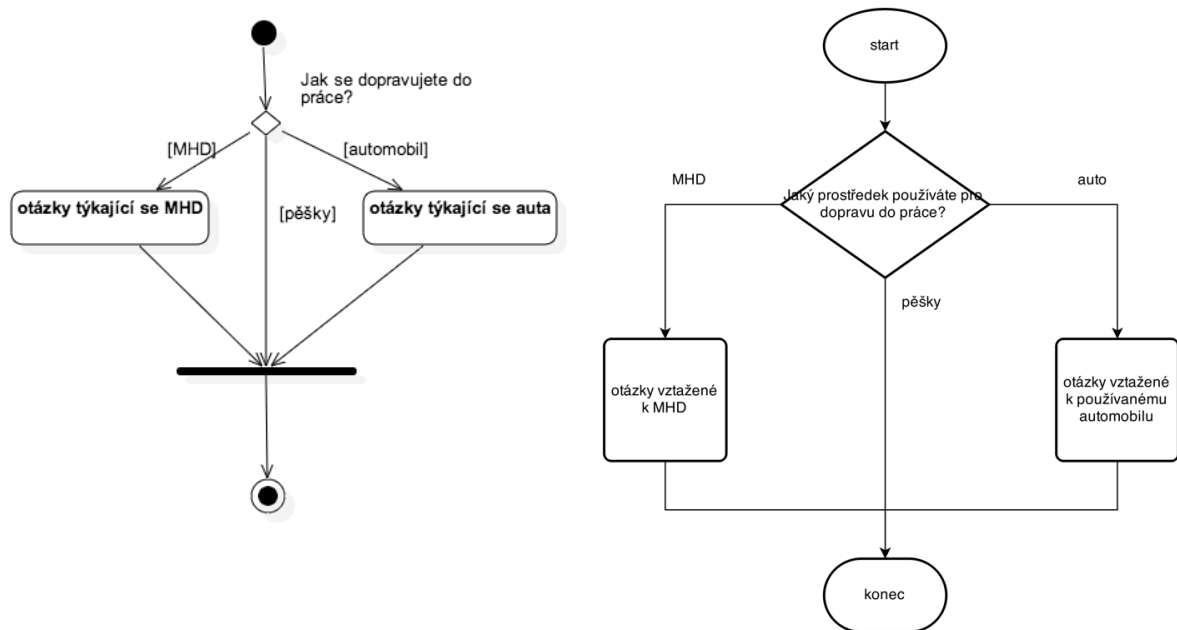 Jak se dopravujete do
práce?
[MHD]
[automobil]
otázky týkající se MHD
[pěšky]
otázky týkající se auta
start
MHD
Jaký prostředek používáte pro
dopravu do práce?
auto
pěšky
otázky vztažené
k MHD
otázky vztažené
k používanému
automobilu
konec